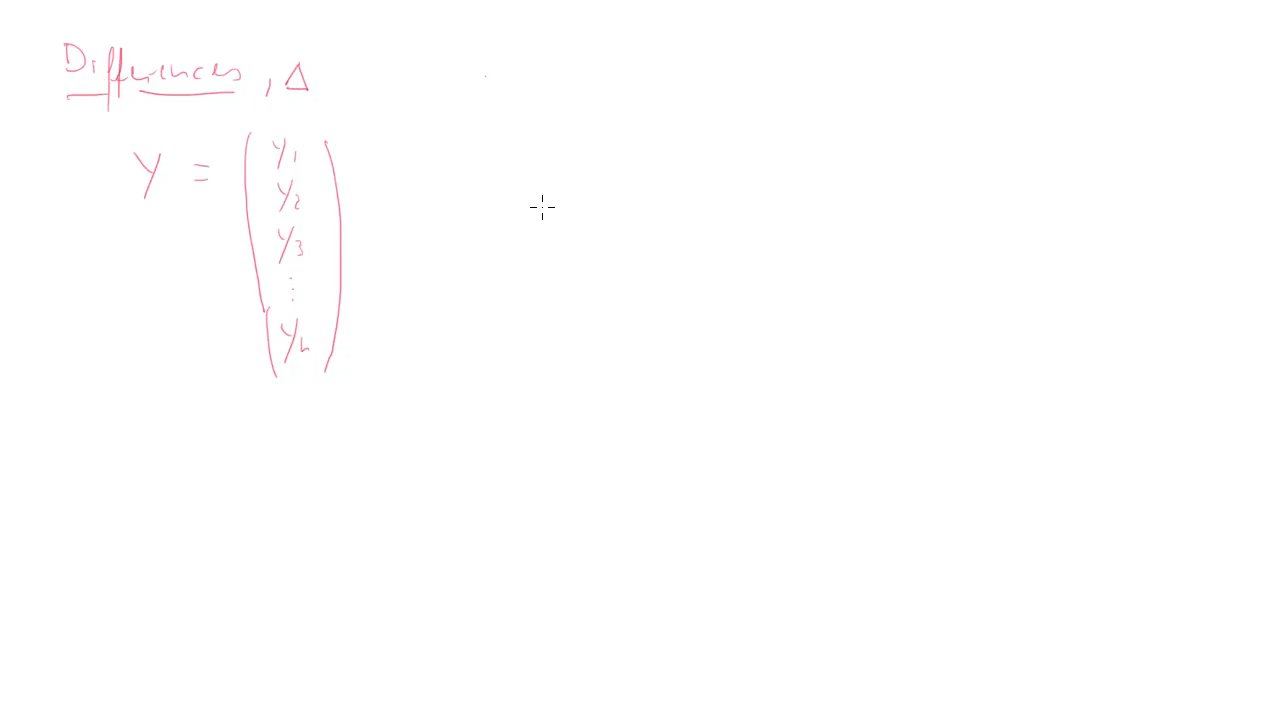 Differences, Δ
y = ( y₁
y₂
y₃
⋮
yₙ )